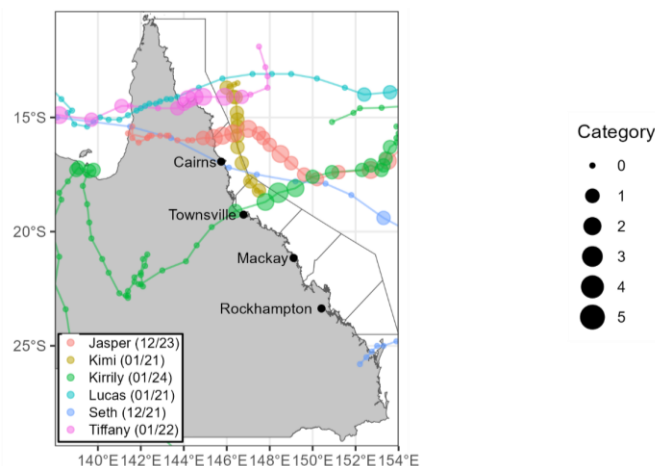 15°S
20°S
25°S
Cairns
Townsville
Mackay
Rockhampton
Jasper (12/23)
Kimi (01/21)
Kirrily (01/24)
Lucas (01/21)
Seth (12/21)
Tiffany (01/22)
140°E 142°E 144°E 146°E 148°E 150°E 152°E 154°E
Category
0
1
2
3
4
5